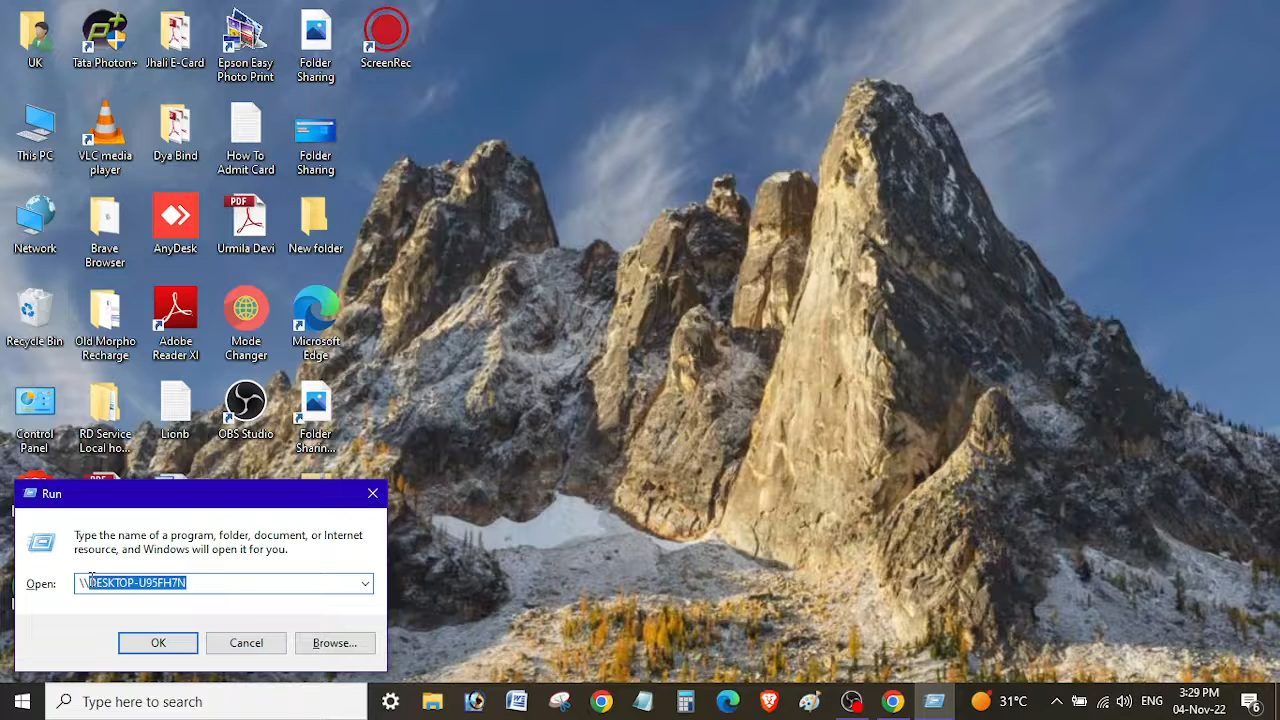 UK
Tata Photon+
Jhali E-Card
Epson Easy
Photo Print
Folder
Sharing
ScreenRec
This PC
VLC media
player
Dya Bind
How To
Admit Card
Folder
Sharing
Network
Brave
Browser
AnyDesk
PDF
Urmila Devi
New folder
Recycle Bin
Old Morpho
Recharge
Adobe
Reader XI
Mode
Changer
Microsoft
Edge
Control
Panel
RD Service
Local ho...
Lionb
OBS Studio
Folder
Sharin...
Run
Type the name of a program, folder, document, or Internet
resource, and Windows will open it for you.
Open:
\\DESKTOP-U95FH7N
OK
Cancel
Browse...
Type here to search
31°C
ENG
3:29 PM
04-Nov-22
6